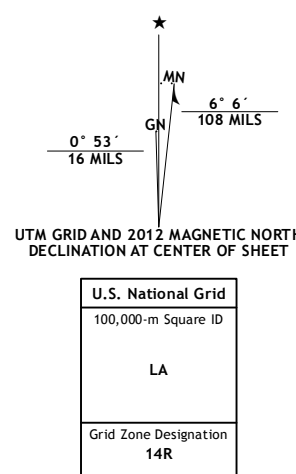 ★
MN
GN
6° 6´
108 MILS
0° 53´
16 MILS
UTM GRID AND 2012 MAGNETIC NORTH
DECLINATION AT CENTER OF SHEET
U.S. National Grid
100,000-m Square ID
LA
Grid Zone Designation
14R